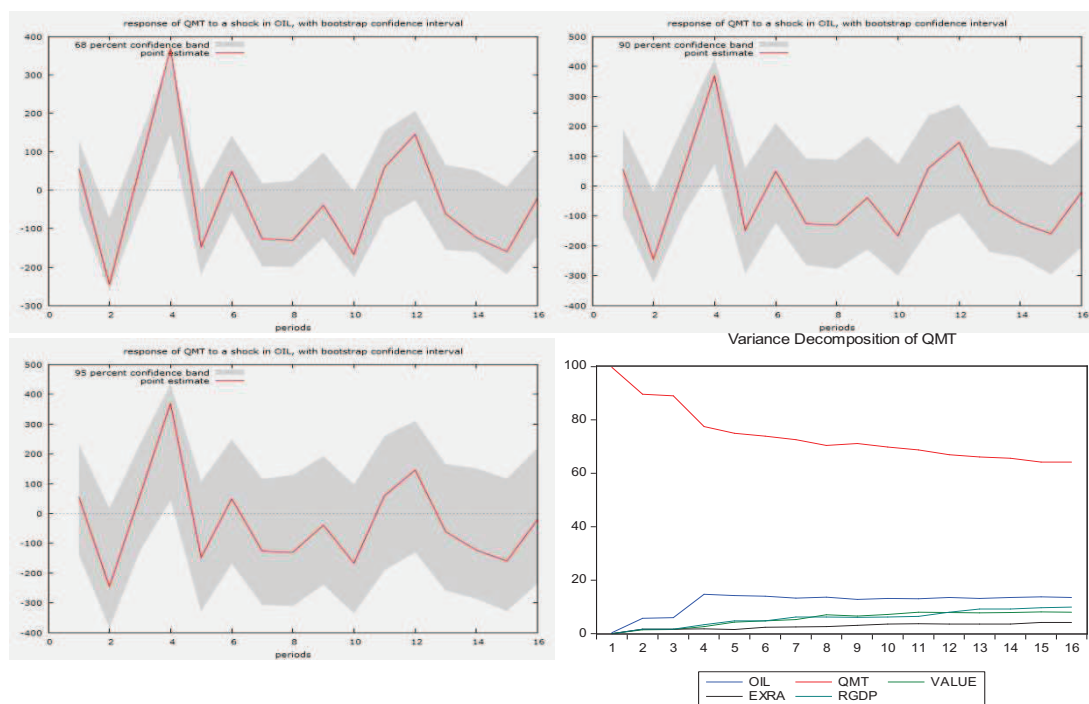 response of QMT to a shock in OIL, with bootstrap confidence interval
68 percent confidence band
point estimate
400
300
200
100
0
-100
-200
-300
0 2 4 6 8 10 12 14 16
periods
response of QMT to a shock in OIL, with bootstrap confidence interval
90 percent confidence band
point estimate
500
400
300
200
100
0
-100
-200
-300
-400
0 2 4 6 8 10 12 14 16
periods
response of QMT to a shock in OIL, with bootstrap confidence interval
95 percent confidence band
point estimate
500
400
300
200
100
0
-100
-200
-300
-400
0 2 4 6 8 10 12 14 16
periods
Variance Decomposition of QMT
100
80
60
40
20
0
1 2 3 4 5 6 7 8 9 10 11 12 13 14 15 16
OIL QMT VALUE
EXRA RGDP